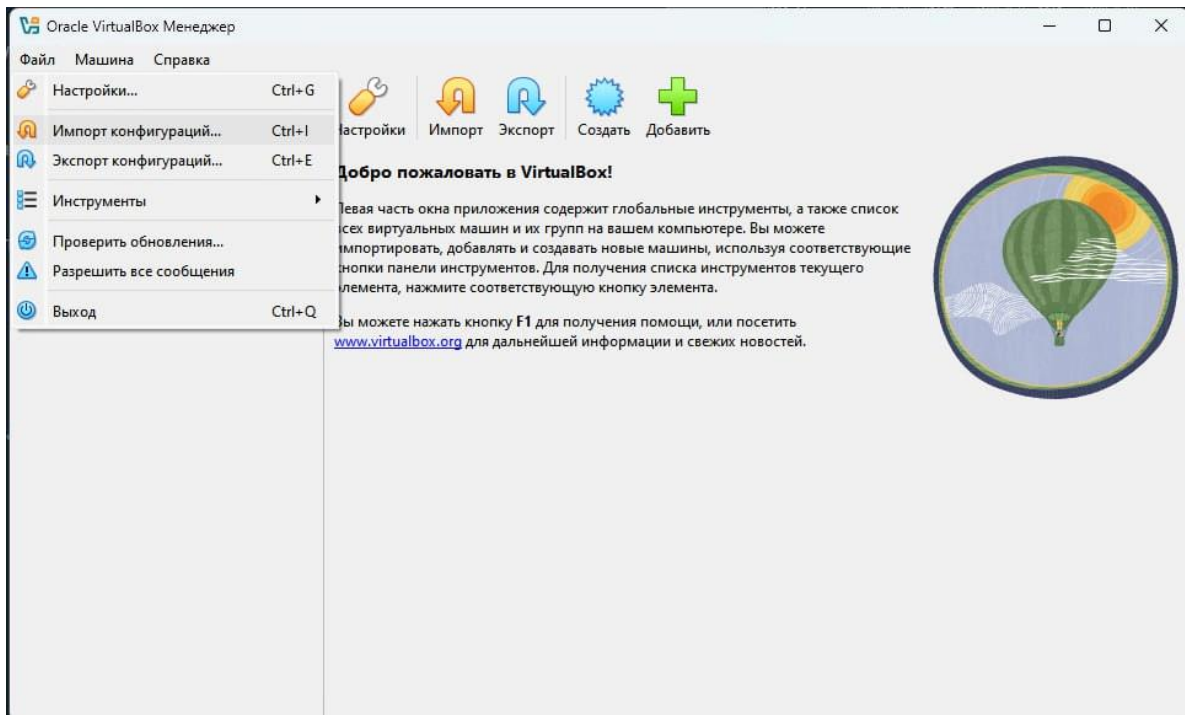 Oracle VirtualBox Менеджер
Файл Машина Справка
Настройки... Ctrl+G
Импорт конфигураций... Ctrl+I
Экспорт конфигураций... Ctrl+E
Инструменты
Проверить обновления...
Разрешить все сообщения
Выход Ctrl+Q
Настройки Импорт Экспорт Создать Добавить
Добро пожаловать в VirtualBox!
Левая часть окна приложения содержит глобальные инструменты, а также список
всех виртуальных машин и их групп на вашем компьютере. Вы можете
импортировать, добавлять и создавать новые машины, используя соответствующие
кнопки панели инструментов. Для получения списка инструментов текущего
элемента, нажмите соответствующую кнопку элемента.
Вы можете нажать кнопку F1 для получения помощи, или посетить
www.virtualbox.org для дальнейшей информации и свежих новостей.